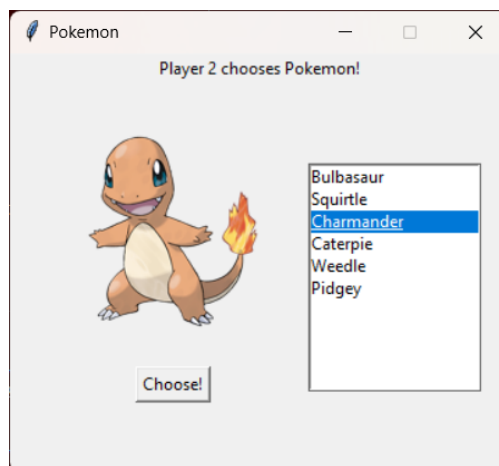 Pokemon
Player 2 chooses Pokemon!
Bulbasaur
Squirtle
Charmander
Caterpie
Weedle
Pidgey
Choose!